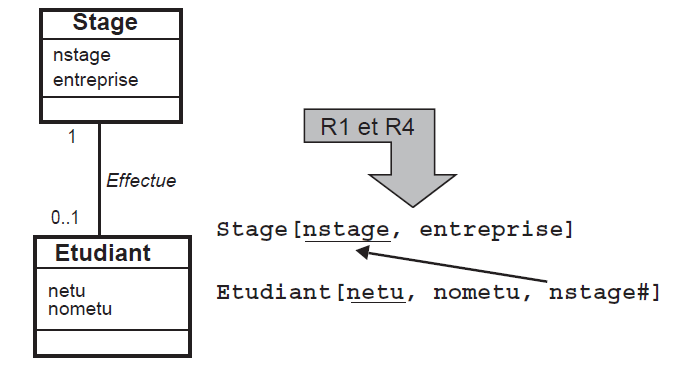 Stage
nstage
entreprise
1
Effectue
0..1
Etudiant
netu
nometu
R1 et R4
Stage[nstage, entreprise]
Etudiant[netu, nometu, nstage#]